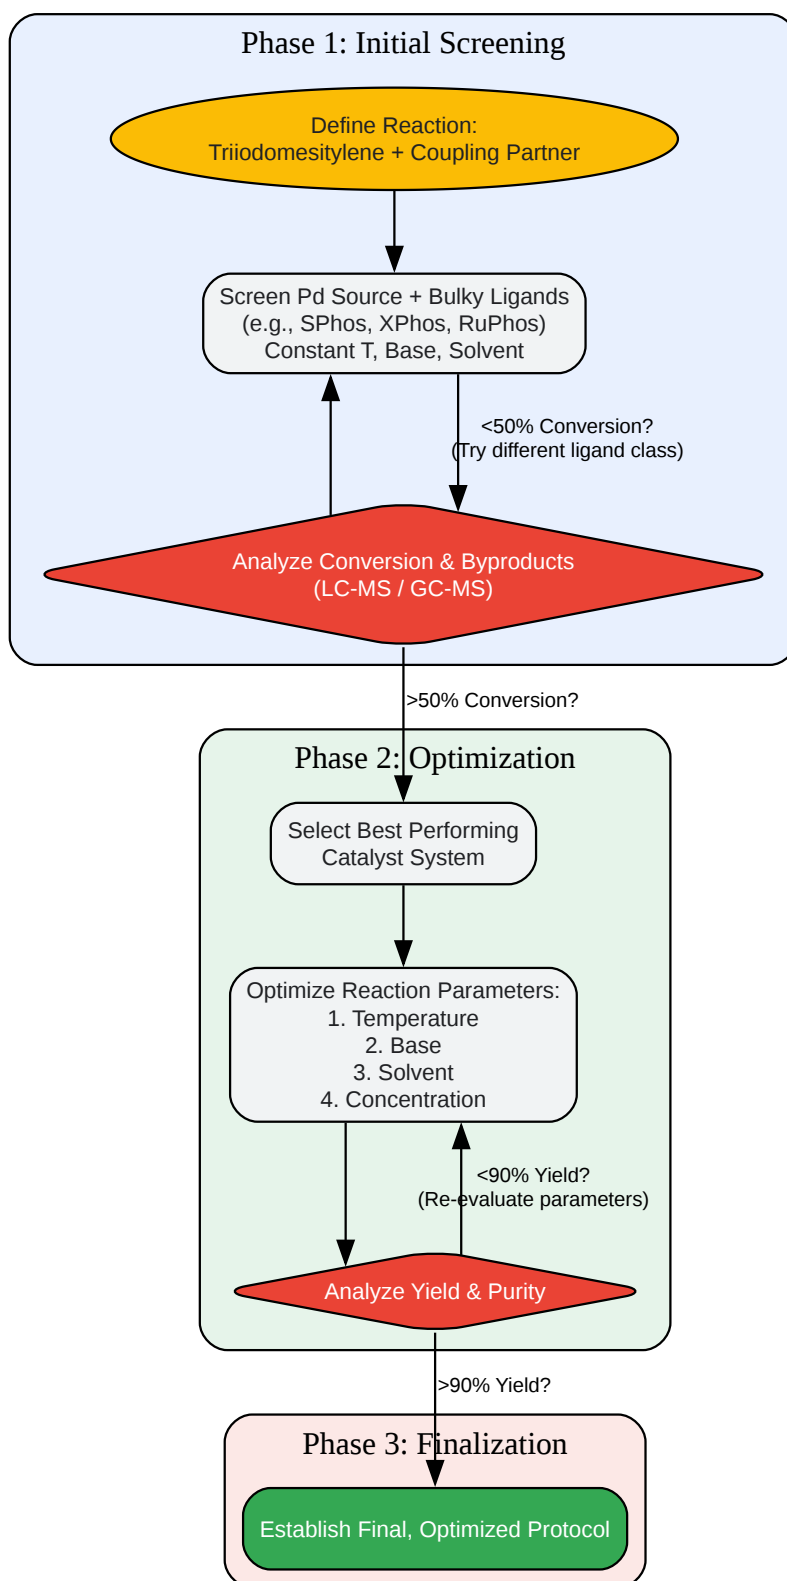 Phase 1: Initial Screening
Define Reaction:
Triiodomesitylene + Coupling Partner
Screen Pd Source + Bulky Ligands
(e.g., SPhos, XPhos, RuPhos)
Constant T, Base, Solvent
<50% Conversion?
(Try different ligand class)
Analyze Conversion & Byproducts
(LC-MS / GC-MS)
>50% Conversion?
Phase 2: Optimization
Select Best Performing
Catalyst System
Optimize Reaction Parameters:
1. Temperature
2. Base
3. Solvent
4. Concentration
<90% Yield?
(Re-evaluate parameters)
Analyze Yield & Purity
>90% Yield?
Phase 3: Finalization
Establish Final, Optimized Protocol